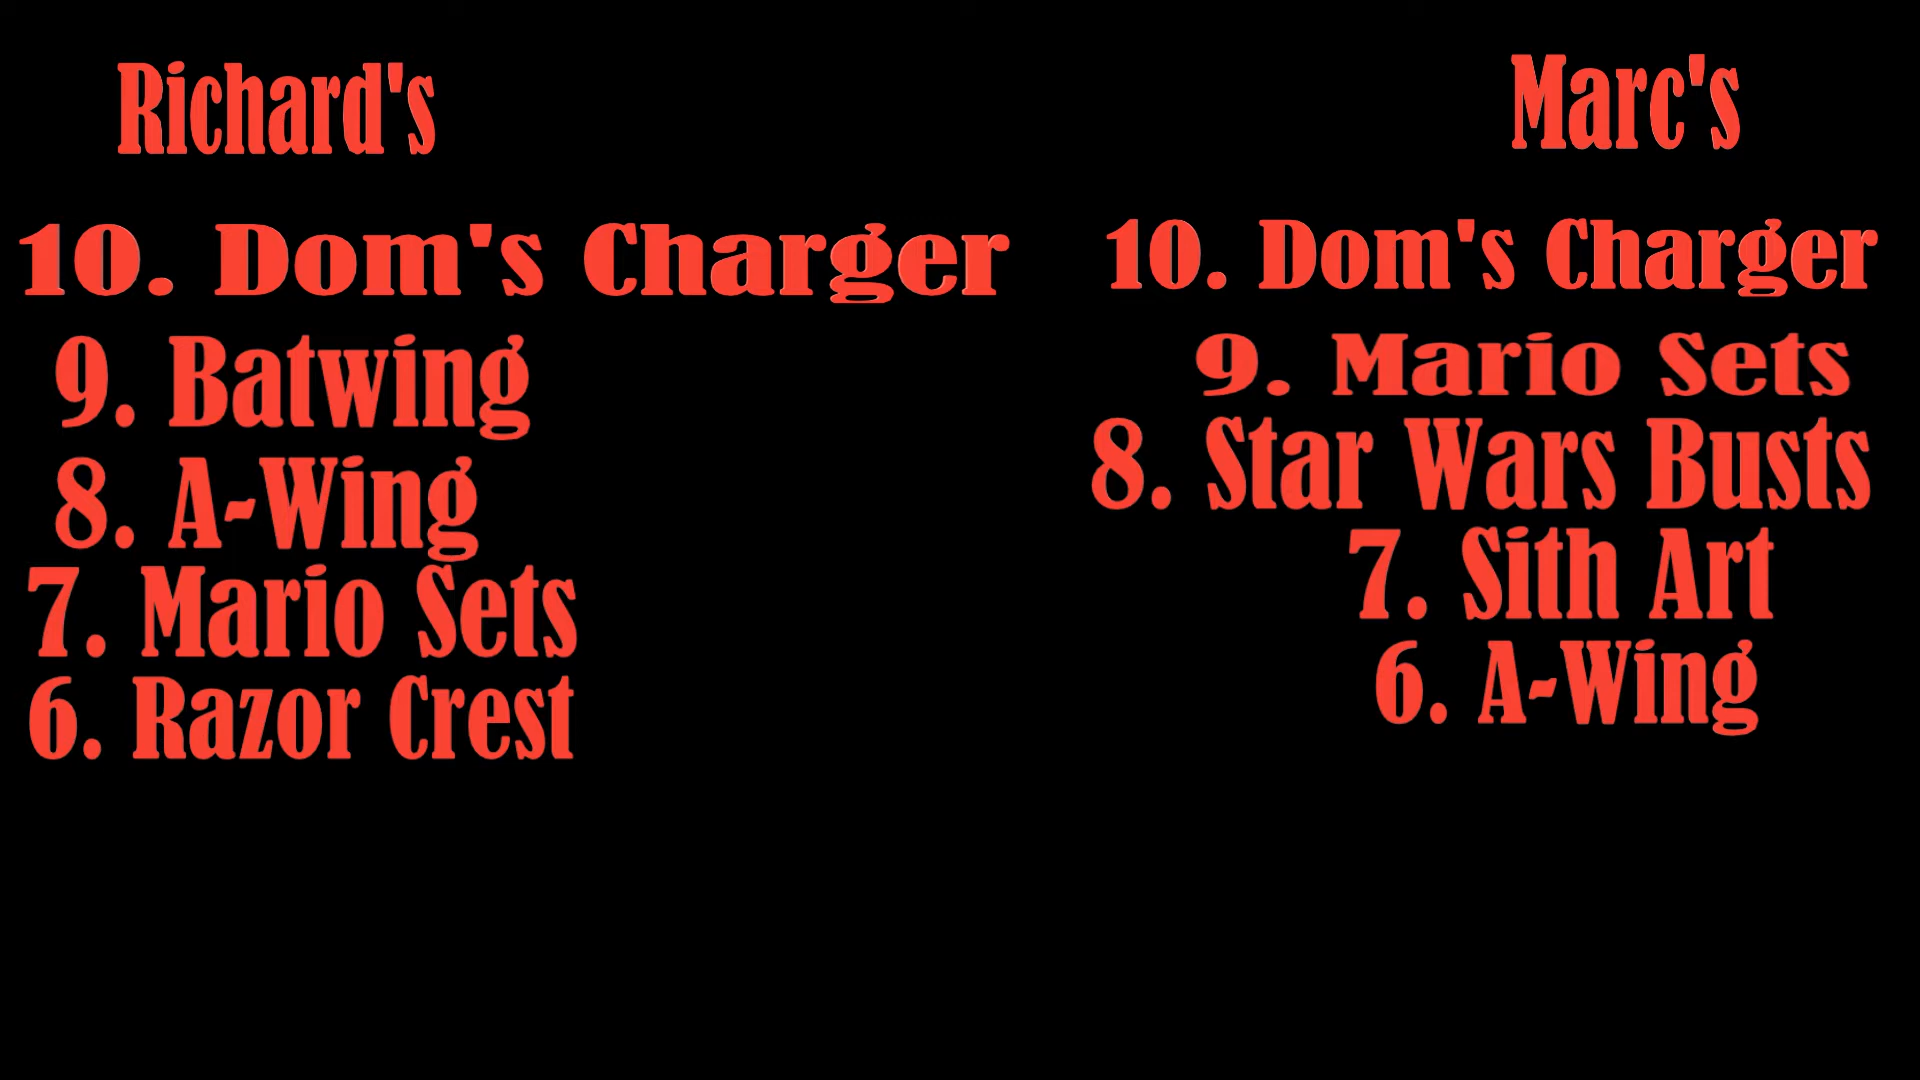 Richard's
10. Dom's Charger
9. Batwing
8. A-Wing
7. Mario Sets
6. Razor Crest
Marc's
10. Dom's Charger
9. Mario Sets
8. Star Wars Busts
7. Sith Art
6. A-Wing